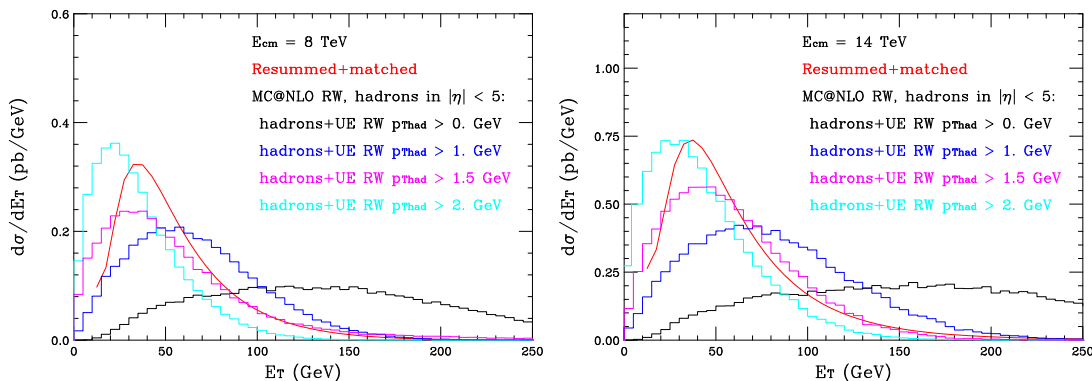 0.6
0.4
0.2
0.0
dσ/dET (pb/GeV)
Ecm = 8 TeV
Resummed+matched
MC@NLO RW, hadrons in |η| < 5:
hadrons+UE RW pThad > 0. GeV
hadrons+UE RW pThad > 1. GeV
hadrons+UE RW pThad > 1.5 GeV
hadrons+UE RW pThad > 2. GeV
0 50 100 150 200 250
ET (GeV)
1.00
0.75
0.50
0.25
0.00
dσ/dET (pb/GeV)
Ecm = 14 TeV
Resummed+matched
MC@NLO RW, hadrons in |η| < 5:
hadrons+UE RW pThad > 0. GeV
hadrons+UE RW pThad > 1. GeV
hadrons+UE RW pThad > 1.5 GeV
hadrons+UE RW pThad > 2. GeV
0 50 100 150 200 250
ET (GeV)